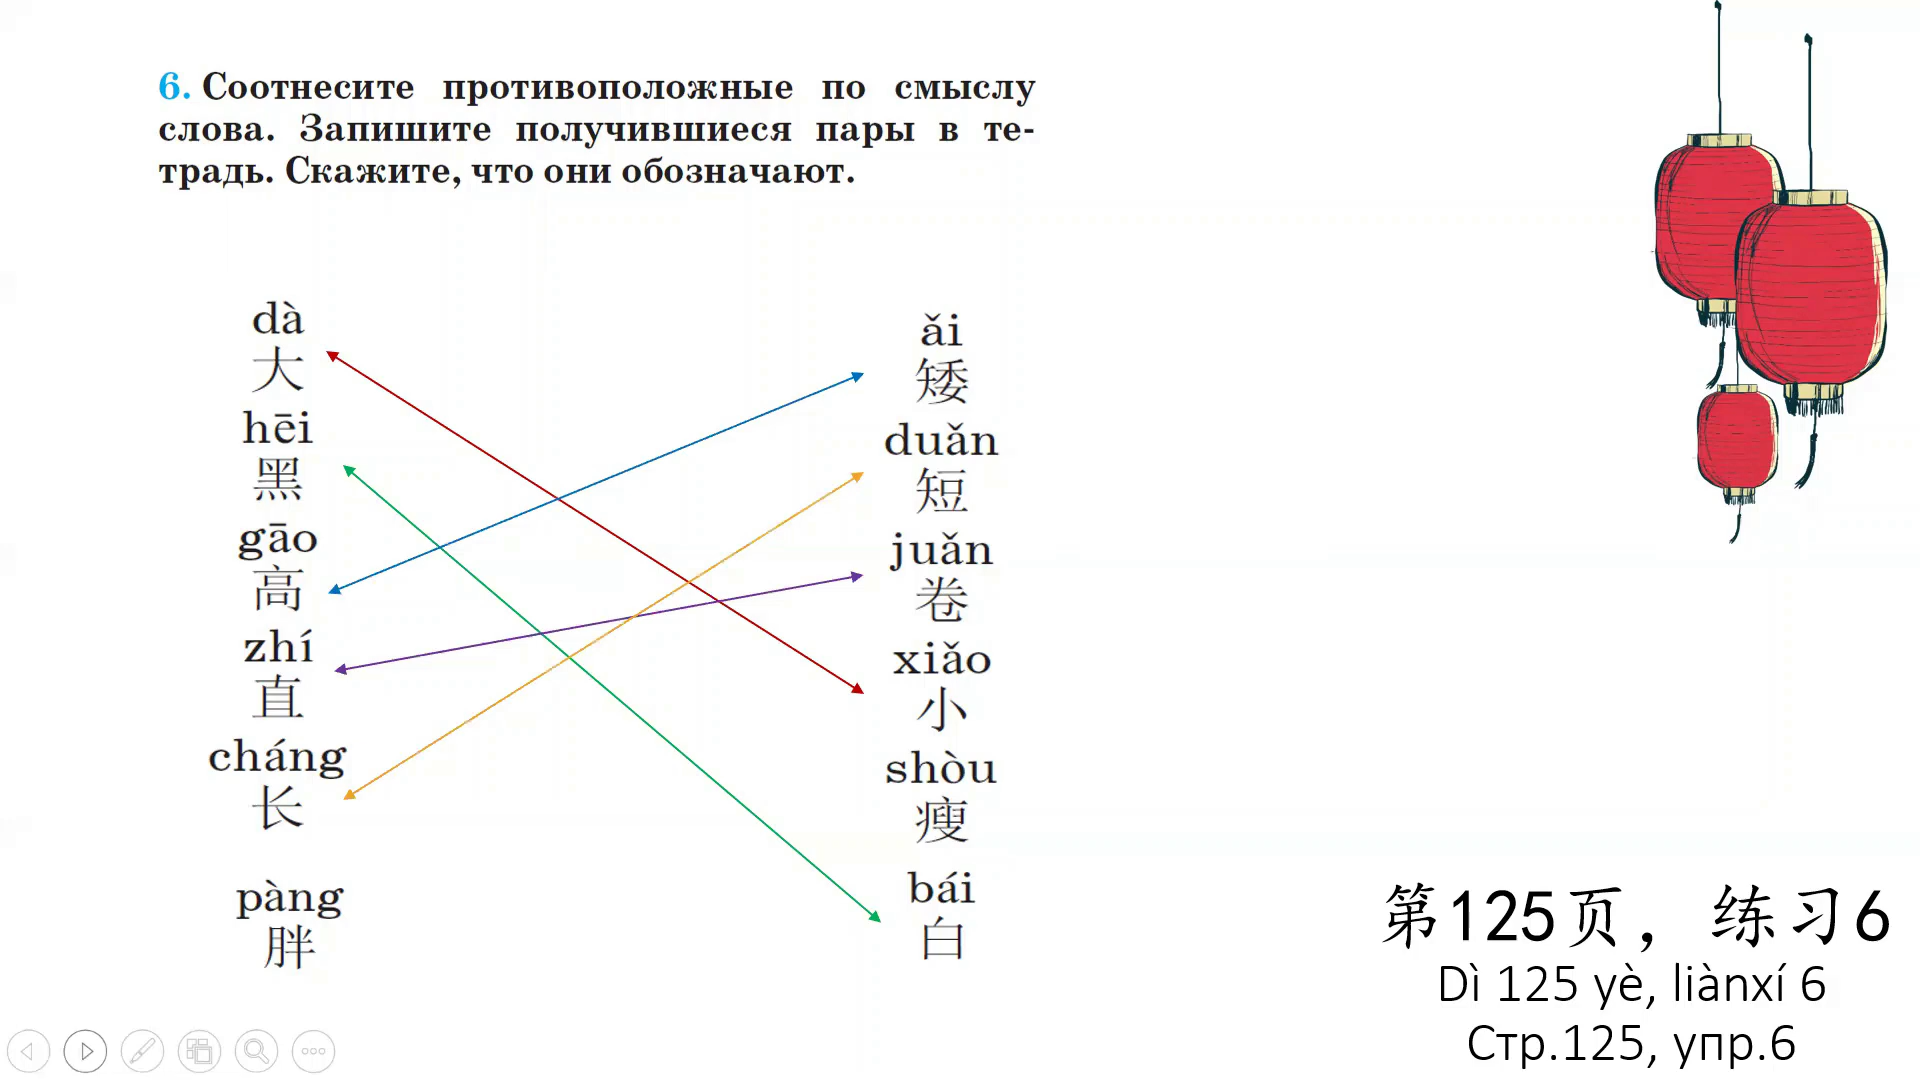 6. Соотнесите противоположные по смыслу
слова. Запишите получившиеся пары в те-
традь. Скажите, что они обозначают.
dà
大
hēi
黑
gāo
高
zhí
直
cháng
长
pàng
胖
ǎi
矮
duǎn
短
juǎn
卷
xiǎo
小
shòu
瘦
bái
白
第125页，练习6
Dì 125 yè, liànxí 6
Стр.125, упр.6